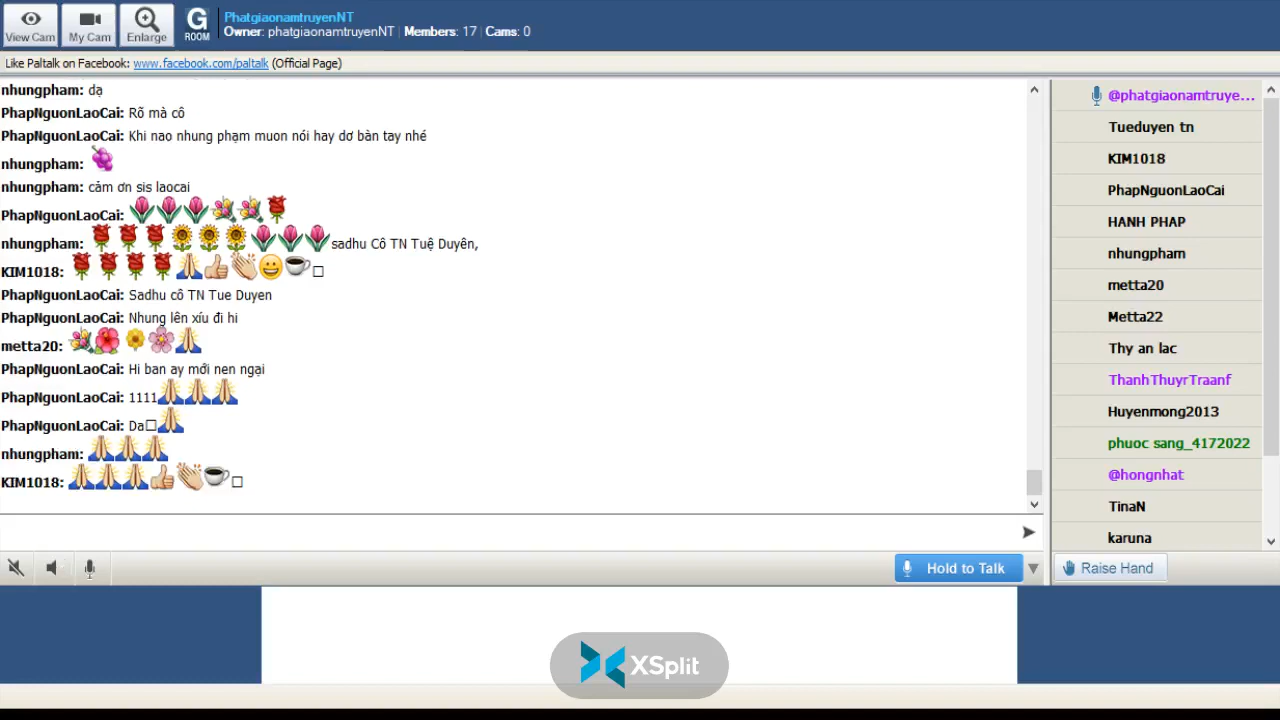 View Cam
My Cam
Enlarge
G
ROOM
PhatgiaonamtruyenNT
Owner: phatgiaonamtruyenNT | Members: 17 | Cams: 0
Like Paltalk on Facebook: www.facebook.com/paltalk (Official Page)
nhungpham: dạ
PhapNguonLaoCai: Rõ mà cô
PhapNguonLaoCai: Khi nao nhung phạm muon nói hay dơ bàn tay nhé
nhungpham:
nhungpham: cảm ơn sis laocai
PhapNguonLaoCai:
nhungpham: sadhu Cô TN Tuệ Duyên,
KIM1018:
PhapNguonLaoCai: Sadhu cô TN Tue Duyen
PhapNguonLaoCai: Nhung lên xíu đi hi
metta20:
PhapNguonLaoCai: Hi ban ay mới nen ngại
PhapNguonLaoCai: 1111
PhapNguonLaoCai: Da
nhungpham:
KIM1018:
@phatgiaonamtruye...
Tueduyen tn
KIM1018
PhapNguonLaoCai
HANH PHAP
nhungpham
metta20
Metta22
Thy an lac
ThanhThuyrTraanf
Huyenmong2013
phuoc sang_4172022
@hongnhat
TinaN
karuna
Hold to Talk
Raise Hand
XSplit